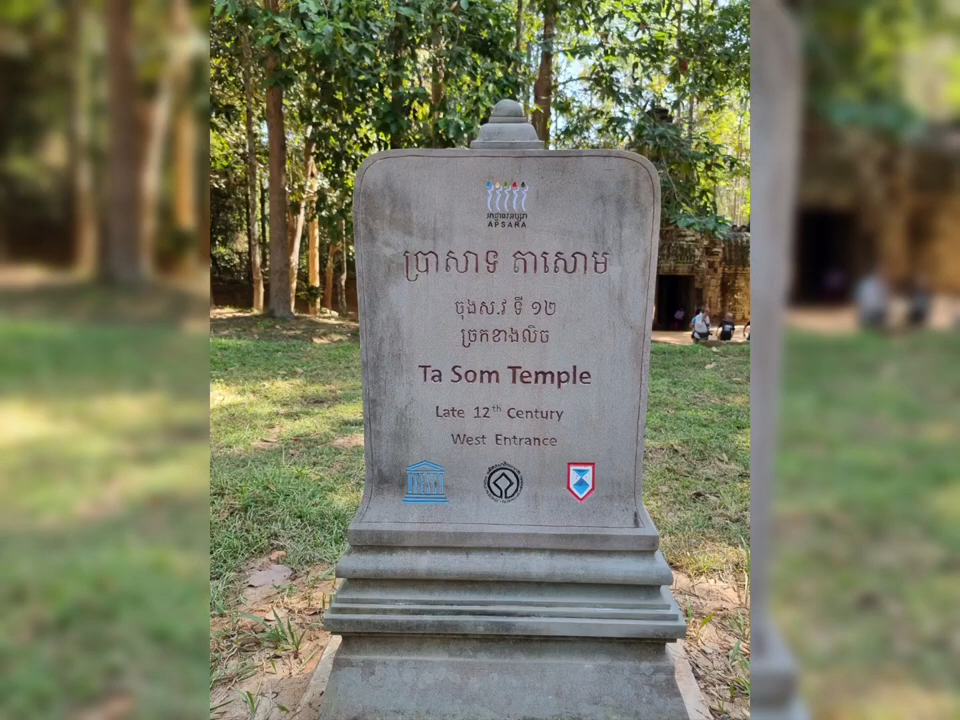 អាជ្ញាធរអប្សរា
APSARA
ប្រាសាទ តាសោម
ចុងស.វ ទី ១២
ច្រកខាងលិច
Ta Som Temple
Late 12th Century
West Entrance